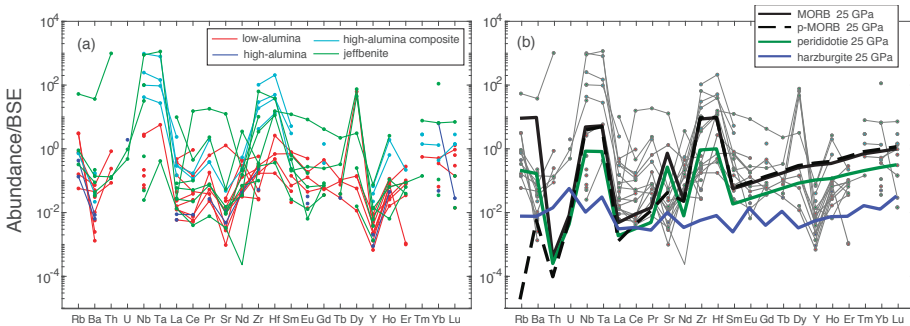 (a)
low-alumina
high-alumina
high-alumina composite
jeffbenite
Abundance/BSE
10^4
10^2
10^0
10^-2
10^-4
Rb Ba Th U Nb Ta La Ce Pr Sr Nd Zr Hf Sm Eu Gd Tb Dy Y Ho Er Tm Yb Lu
(b)
MORB 25 GPa
p-MORB 25 GPa
perididotie 25 GPa
harzburgite 25 GPa
10^4
10^2
10^0
10^-2
10^-4
Rb Ba Th U Nb Ta La Ce Pr Sr Nd Zr Hf Sm Eu Gd Tb Dy Y Ho Er Tm Yb Lu